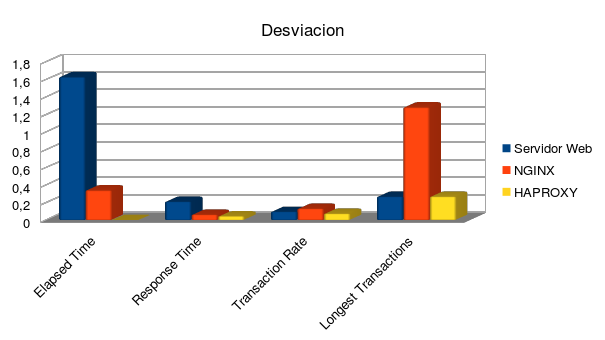 Desviacion
1,8
1,6
1,4
1,2
1
0,8
0,6
0,4
0,2
0
Elapsed Time
Response Time
Transaction Rate
Longest Transactions
Servidor Web
NGINX
HAPROXY